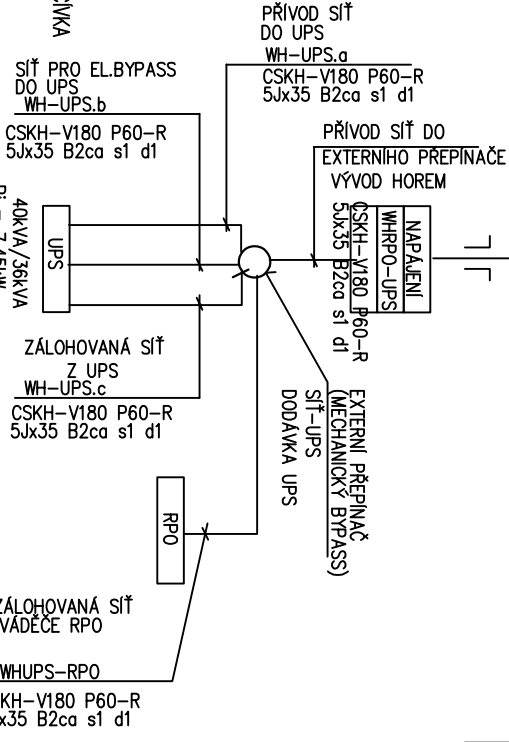 PŘÍVOD SÍŤ
DO UPS
WH-UPS.a
CSKH-V180 P60-R
5Jx35 B2ca s1 d1
SÍŤ PRO EL.BYPASS
DO UPS
WH-UPS.b
CSKH-V180 P60-R
5Jx35 B2ca s1 d1
PŘÍVOD SÍŤ DO
EXTERNÍHO PŘEPÍNAČE
VÝVOD HOREM
NAPÁJENÍ
WHRPO-UPS
CSKH-V180 P60-R
5Jx35 B2ca s1 d1
UPS
40kVA/36kVA
ZÁLOHOVANÁ SÍŤ
Z UPS
WH-UPS.c
CSKH-V180 P60-R
5Jx35 B2ca s1 d1
EXTERNÍ PŘEPÍNAČ
(MECHANICKÝ BYPASS)
SÍŤ-UPS
DODÁVKA UPS
RPO
ZÁLOHOVANÁ SÍŤ
VÁDĚČE RPO
WHUPS-RPO
KH-V180 P60-R
x35 B2ca s1 d1